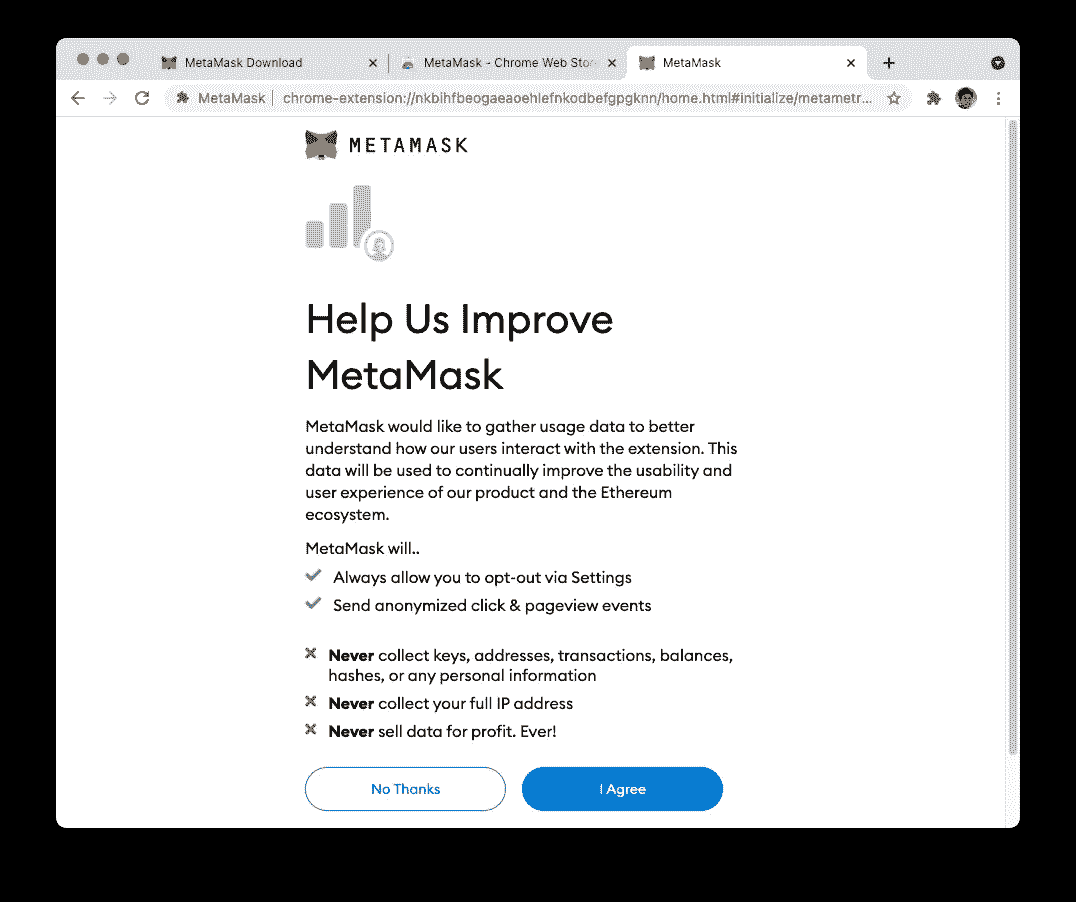 MetaMask Download
MetaMask - Chrome Web Stor
MetaMask
MetaMask
chrome-extension://nkbihfbeogaeaoehlefnkodbefgpgknn/home.html#initialize/metametr...
METAMASK
Help Us Improve
MetaMask
MetaMask would like to gather usage data to better
understand how our users interact with the extension. This
data will be used to continually improve the usability and
user experience of our product and the Ethereum
ecosystem.
MetaMask will..
Always allow you to opt-out via Settings
Send anonymized click & pageview events
Never collect keys, addresses, transactions, balances,
hashes, or any personal information
Never collect your full IP address
Never sell data for profit. Ever!
No Thanks
I Agree